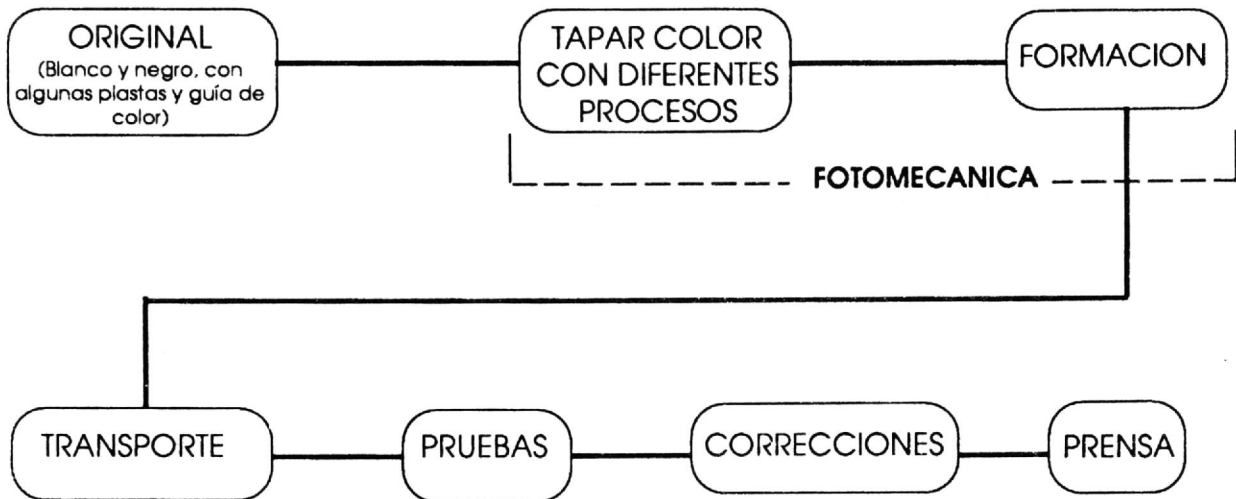 ORIGINAL
(Blanco y negro, con
algunas plastas y guía de
color)
TAPAR COLOR
CON DIFERENTES
PROCESOS
FORMACION
FOTOMECANICA
TRANSPORTE
PRUEBAS
CORRECCIONES
PRENSA